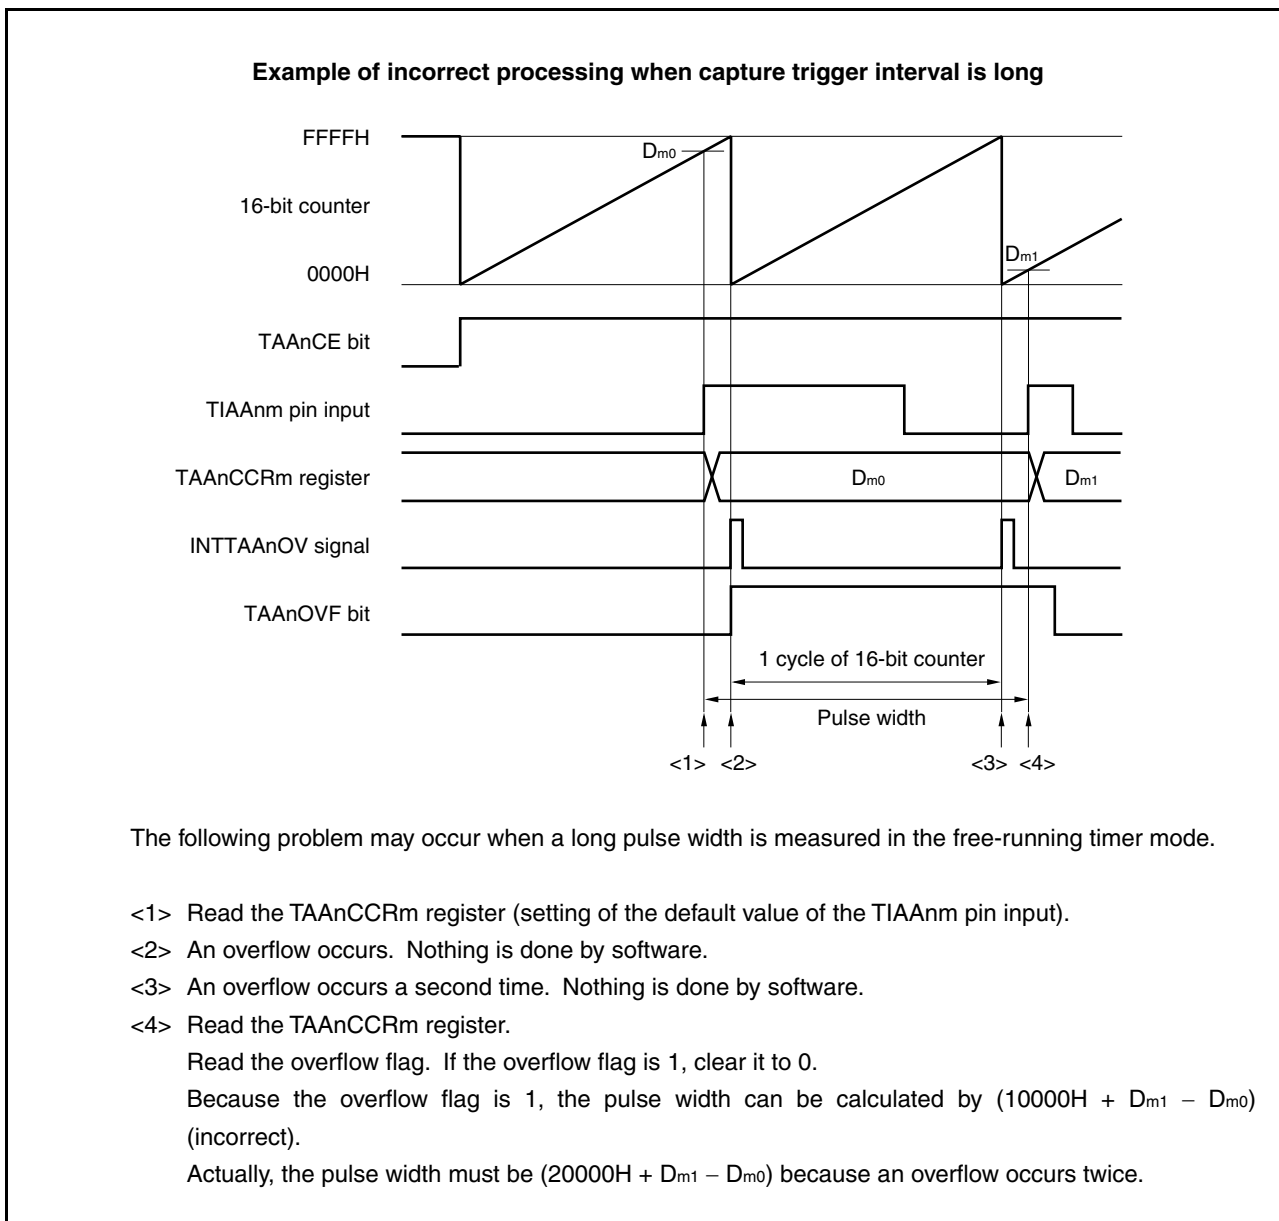 Example of incorrect processing when capture trigger interval is long
FFFFH
Dm0
16-bit counter
Dm1
0000H
TAAnCE bit
TIAAnm pin input
TAAnCCRm register
Dm0
Dm1
INTTAAnOV signal
TAAnOVF bit
1 cycle of 16-bit counter
Pulse width
<1> <2> <3> <4>
The following problem may occur when a long pulse width is measured in the free-running timer mode.
<1> Read the TAAnCCRm register (setting of the default value of the TIAAnm pin input).
<2> An overflow occurs. Nothing is done by software.
<3> An overflow occurs a second time. Nothing is done by software.
<4> Read the TAAnCCRm register.
Read the overflow flag. If the overflow flag is 1, clear it to 0.
Because the overflow flag is 1, the pulse width can be calculated by (10000H + Dm1 − Dm0)
(incorrect).
Actually, the pulse width must be (20000H + Dm1 − Dm0) because an overflow occurs twice.